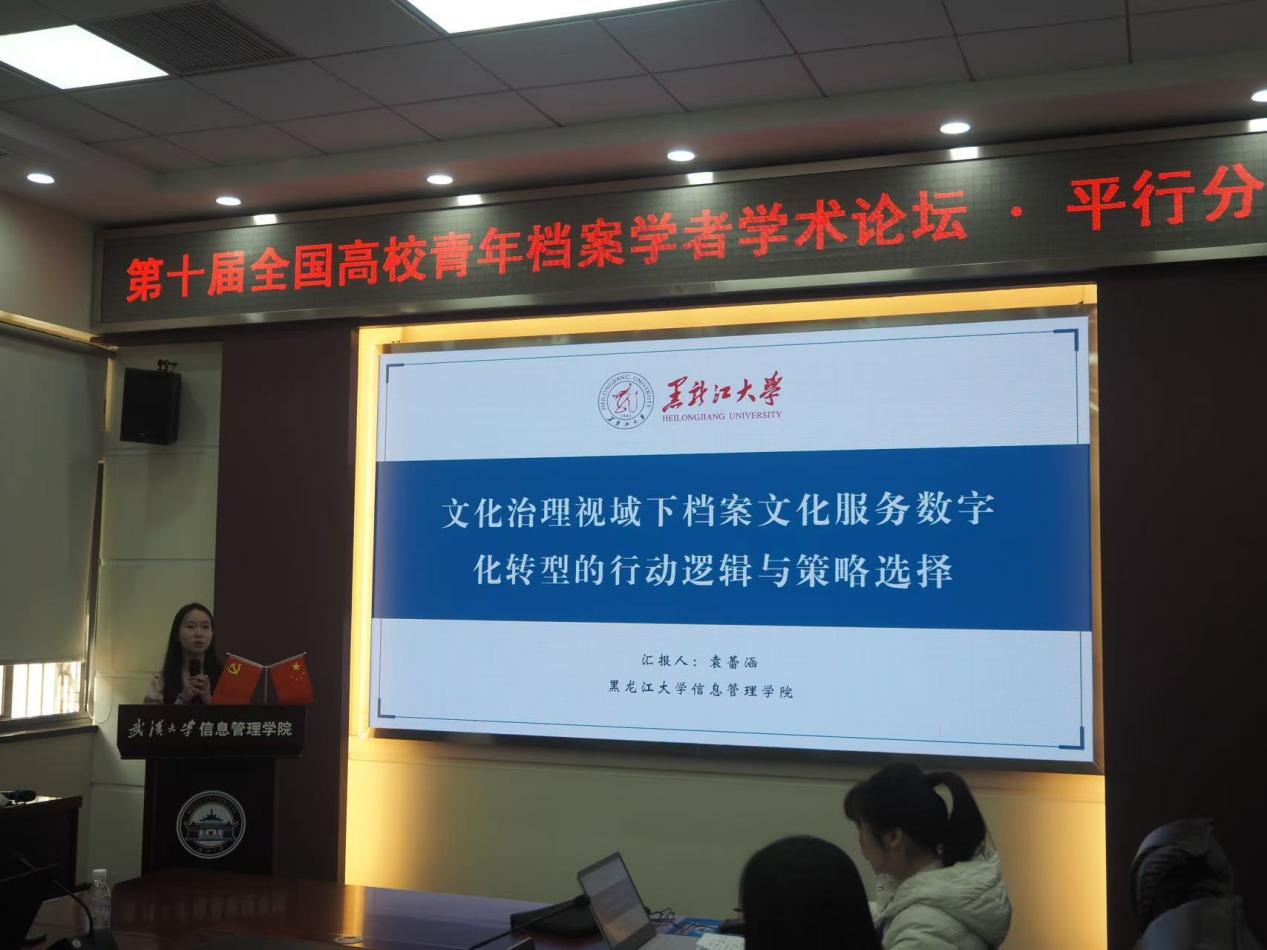 第十届全国高校青年档案学者学术论坛 · 平行分
黑龙江大学
HEILONGJIANG UNIVERSITY
文化治理视域下档案文化服务数字
化转型的行动逻辑与策略选择
汇报人：袁蕾涵
黑龙江大学信息管理学院
武漢大学信息管理学院